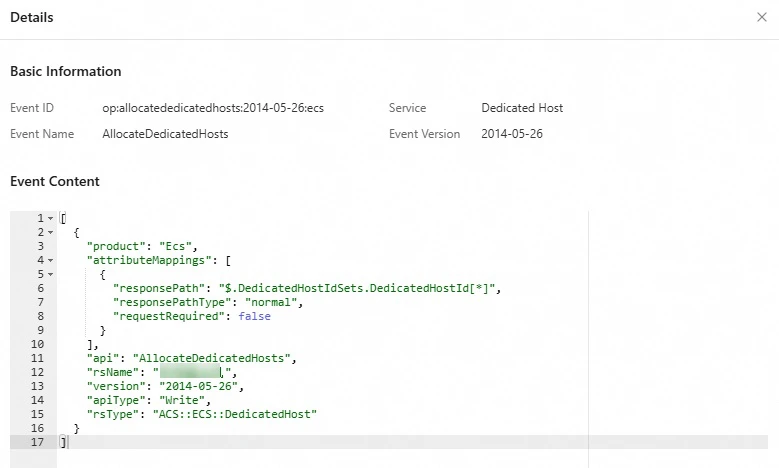 Details
Basic Information
Event ID op:allocatededicatedhosts:2014-05-26:ecs Service Dedicated Host
Event Name AllocateDedicatedHosts Event Version 2014-05-26
Event Content
1 [
2 {
3 "product": "Ecs",
4 "attributeMappings": [
5 {
6 "responsePath": "$.DedicatedHostIdSets.DedicatedHostId[*]",
7 "responsePathType": "normal",
8 "requestRequired": false
9 }
10 ],
11 "api": "AllocateDedicatedHosts",
12 "rsName": " ",
13 "version": "2014-05-26",
14 "apiType": "Write",
15 "rsType": "ACS::ECS::DedicatedHost"
16 }
17 ]